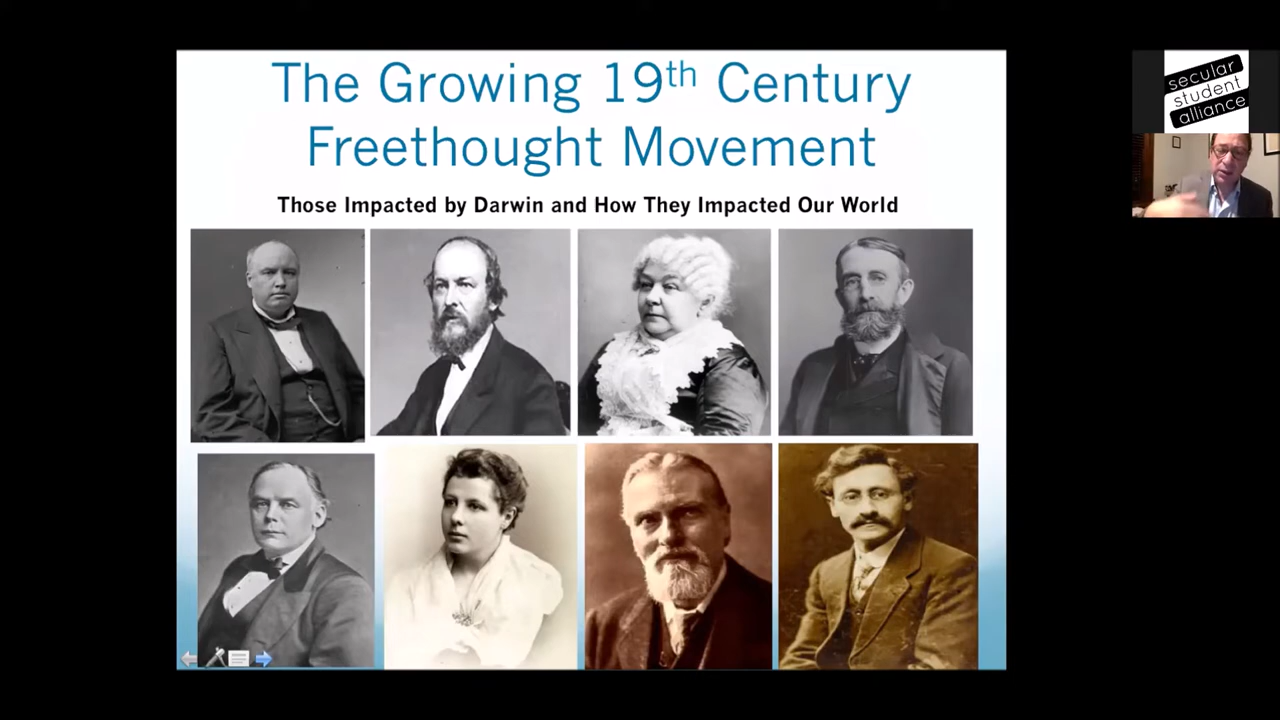 The Growing 19th Century
Freethought Movement
Those Impacted by Darwin and How They Impacted Our World
secular
student
alliance